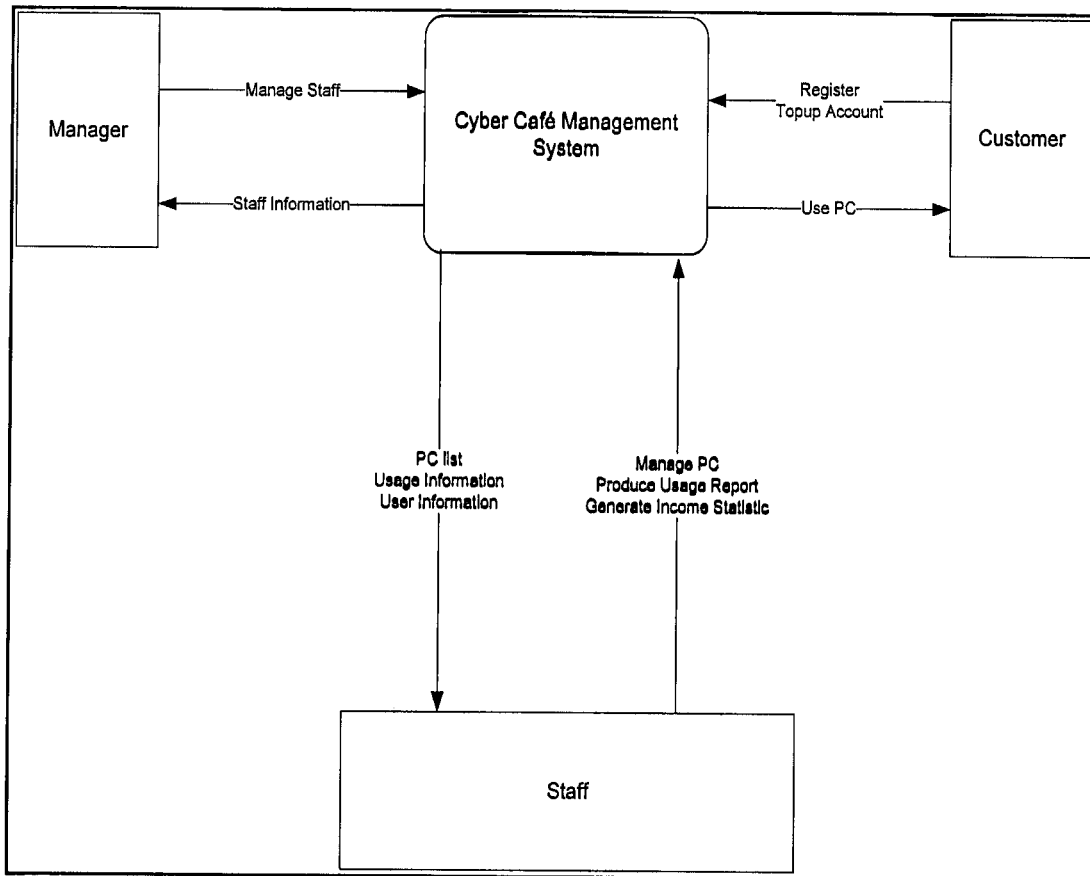 Manager
Manage Staff
Staff Information
Cyber Café Management
System
Register
Topup Account
Use PC
Customer
PC list
Usage Information
User Information
Manage PC
Produce Usage Report
Generate Income Statistic
Staff